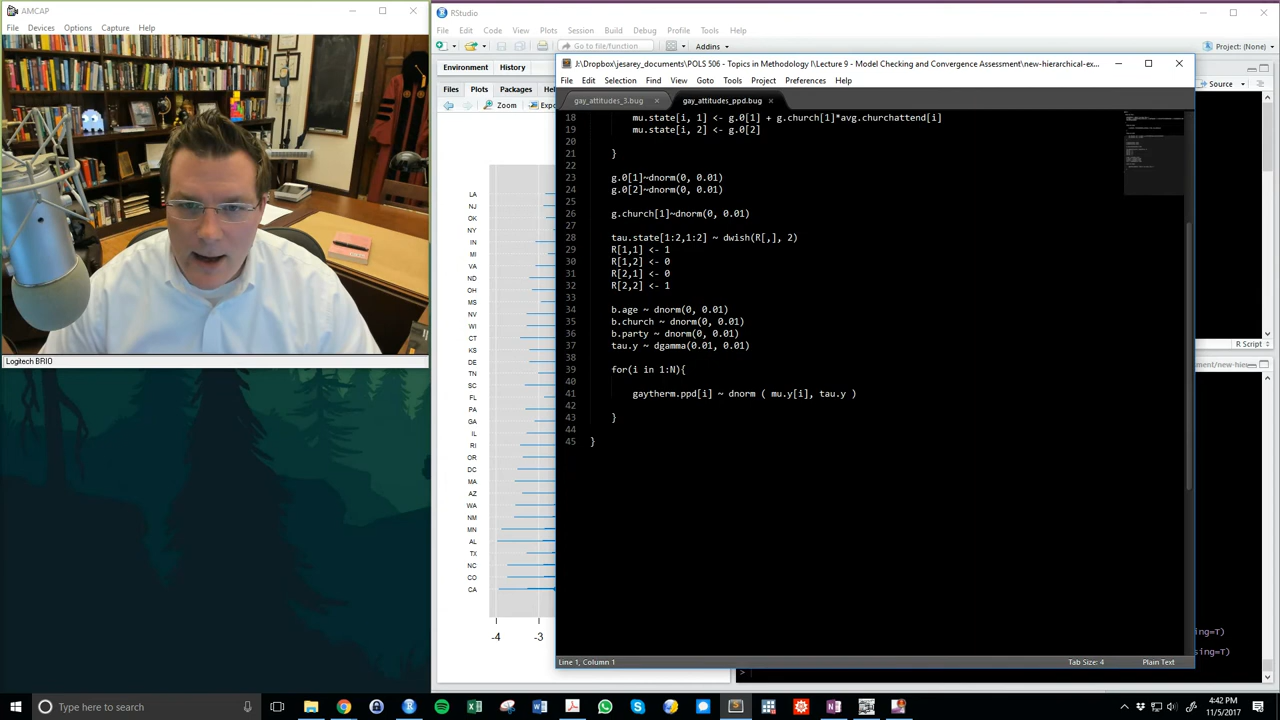 AMCAP
File Devices Options Capture Help
Logitech BRIO
RStudio
File Edit Code View Plots Session Build Debug Profile Tools Help
Go to file/function
Addins
Project: (None)
Environment History
Files Plots Packages
Zoom
Source
R Script
LA
NJ
OK
NY
IN
MI
VA
ND
OH
MS
NV
WI
CT
KS
DE
TN
SC
FL
PA
GA
IL
RI
OR
DC
MA
AZ
WA
NM
MN
AL
TX
NC
CO
CA
-4 -3
J:\Dropbox\jesarey_documents\POLS 506 - Topics in Methodology I\Lecture 9 - Model Checking and Convergence Assessment\new-hierarchical-ex...
File Edit Selection Find View Goto Tools Project Preferences Help
gay_attitudes_3.bug gay_attitudes_ppd.bug
18 mu.state[i, 1] <- g.0[1] + g.church[1]*avg.churchattend[i]
19 mu.state[i, 2] <- g.0[2]
20
21 }
22
23 g.0[1]~dnorm(0, 0.01)
24 g.0[2]~dnorm(0, 0.01)
25
26 g.church[1]~dnorm(0, 0.01)
27
28 tau.state[1:2,1:2] ~ dwish(R[,], 2)
29 R[1,1] <- 1
30 R[1,2] <- 0
31 R[2,1] <- 0
32 R[2,2] <- 1
33
34 b.age ~ dnorm(0, 0.01)
35 b.church ~ dnorm(0, 0.01)
36 b.party ~ dnorm(0, 0.01)
37 tau.y ~ dgamma(0.01, 0.01)
38
39 for(i in 1:N){
40
41 gaytherm.ppd[i] ~ dnorm ( mu.y[i], tau.y )
42
43 }
44
45 }
Line 1, Column 1
Tab Size: 4
Plain Text
sing=T)
sing=T)
>
Type here to search
4:42 PM
11/5/2017